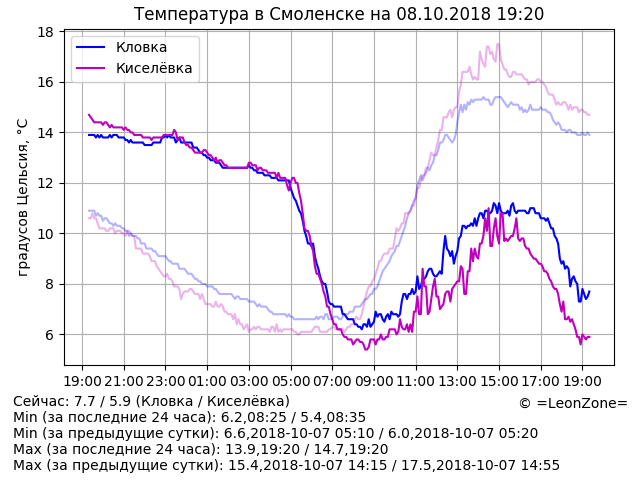 Температура в Смоленске на 08.10.2018 19:20
Кловка
Киселёвка
градусов Цельсия, °C
18
16
14
12
10
8
6
19:00 21:00 23:00 01:00 03:00 05:00 07:00 09:00 11:00 13:00 15:00 17:00 19:00
Сейчас: 7.7 / 5.9 (Кловка / Киселёвка)
© =LeonZone=
Min (за последние 24 часа): 6.2,08:25 / 5.4,08:35
Min (за предыдущие сутки): 6.6,2018-10-07 05:10 / 6.0,2018-10-07 05:20
Max (за последние 24 часа): 13.9,19:20 / 14.7,19:20
Max (за предыдущие сутки): 15.4,2018-10-07 14:15 / 17.5,2018-10-07 14:55